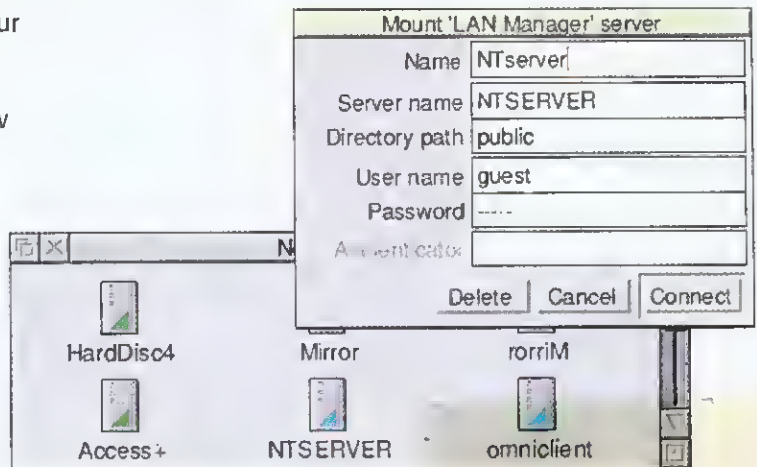 ur
Mount 'LAN Manager' server
Name NTserver
Server name NTSERVER
Directory path public
User name guest
Password -----
N
Delete Cancel Connect
HardDisc4 Mirror rorriM
Access+ NTSERVER omniclient